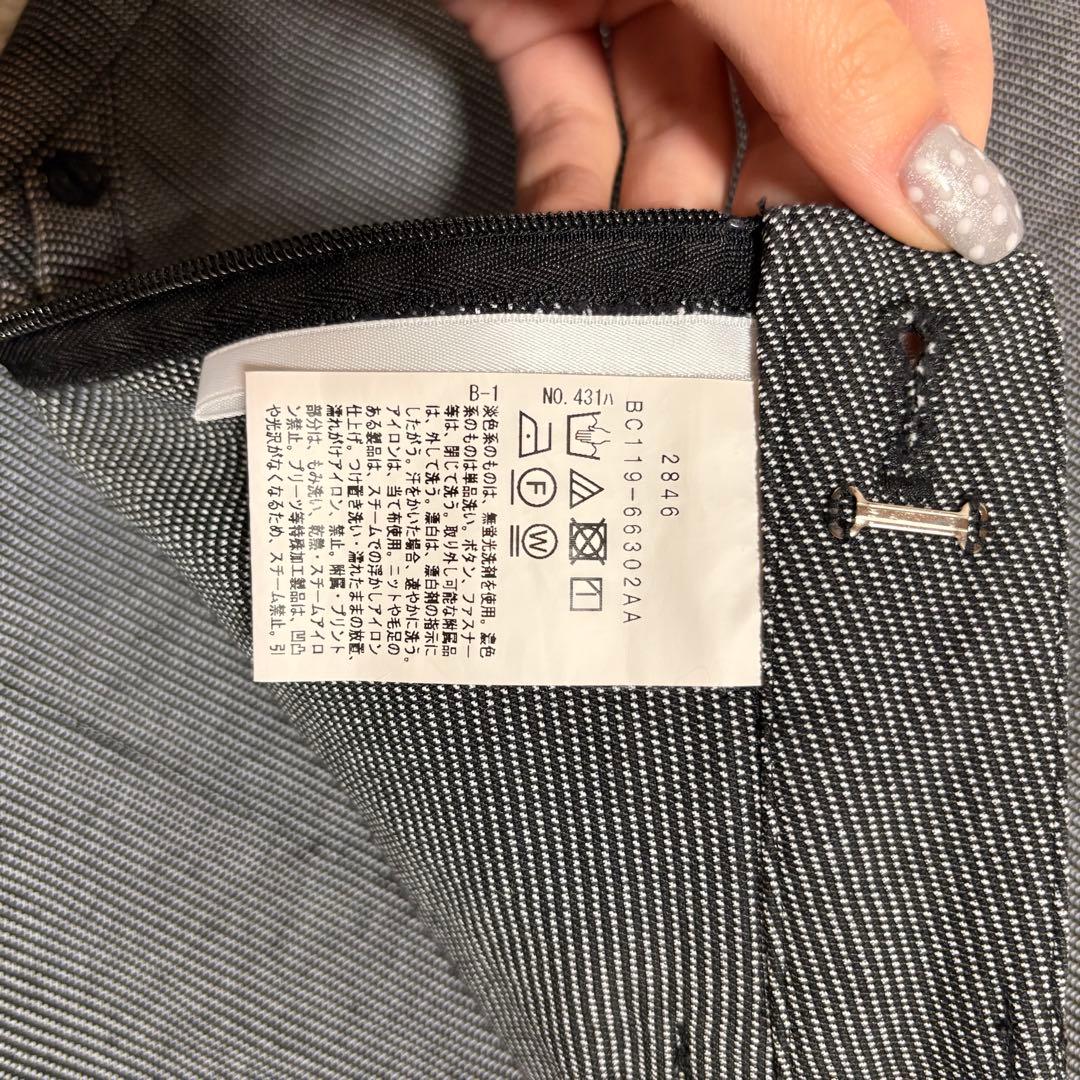 2846
BC119-66302AA
NO.431ハ
B-1
淡色系のものは、無蛍光洗剤を使用。濃色
系のものは単品洗い。ボタン、ファスナー
等は、閉じて洗う。取り外し可能な附属品
は、外して洗う。漂白は、漂白剤の指示に
したがう。汗をかいた場合、速やかに洗う。
アイロンは、当て布使用。ニットや毛足の
ある製品は、スチームでの浮かしアイロン
仕上げ。つけ置き洗い・濡れたままの放置、
濡れがけアイロン、禁止。附属・プリント
部分は、もみ洗い、乾燥・スチームアイロ
ン禁止。プリーツ等特殊加工製品は、凹凸
や光沢がなくなるため、スチーム禁止。引
F
W